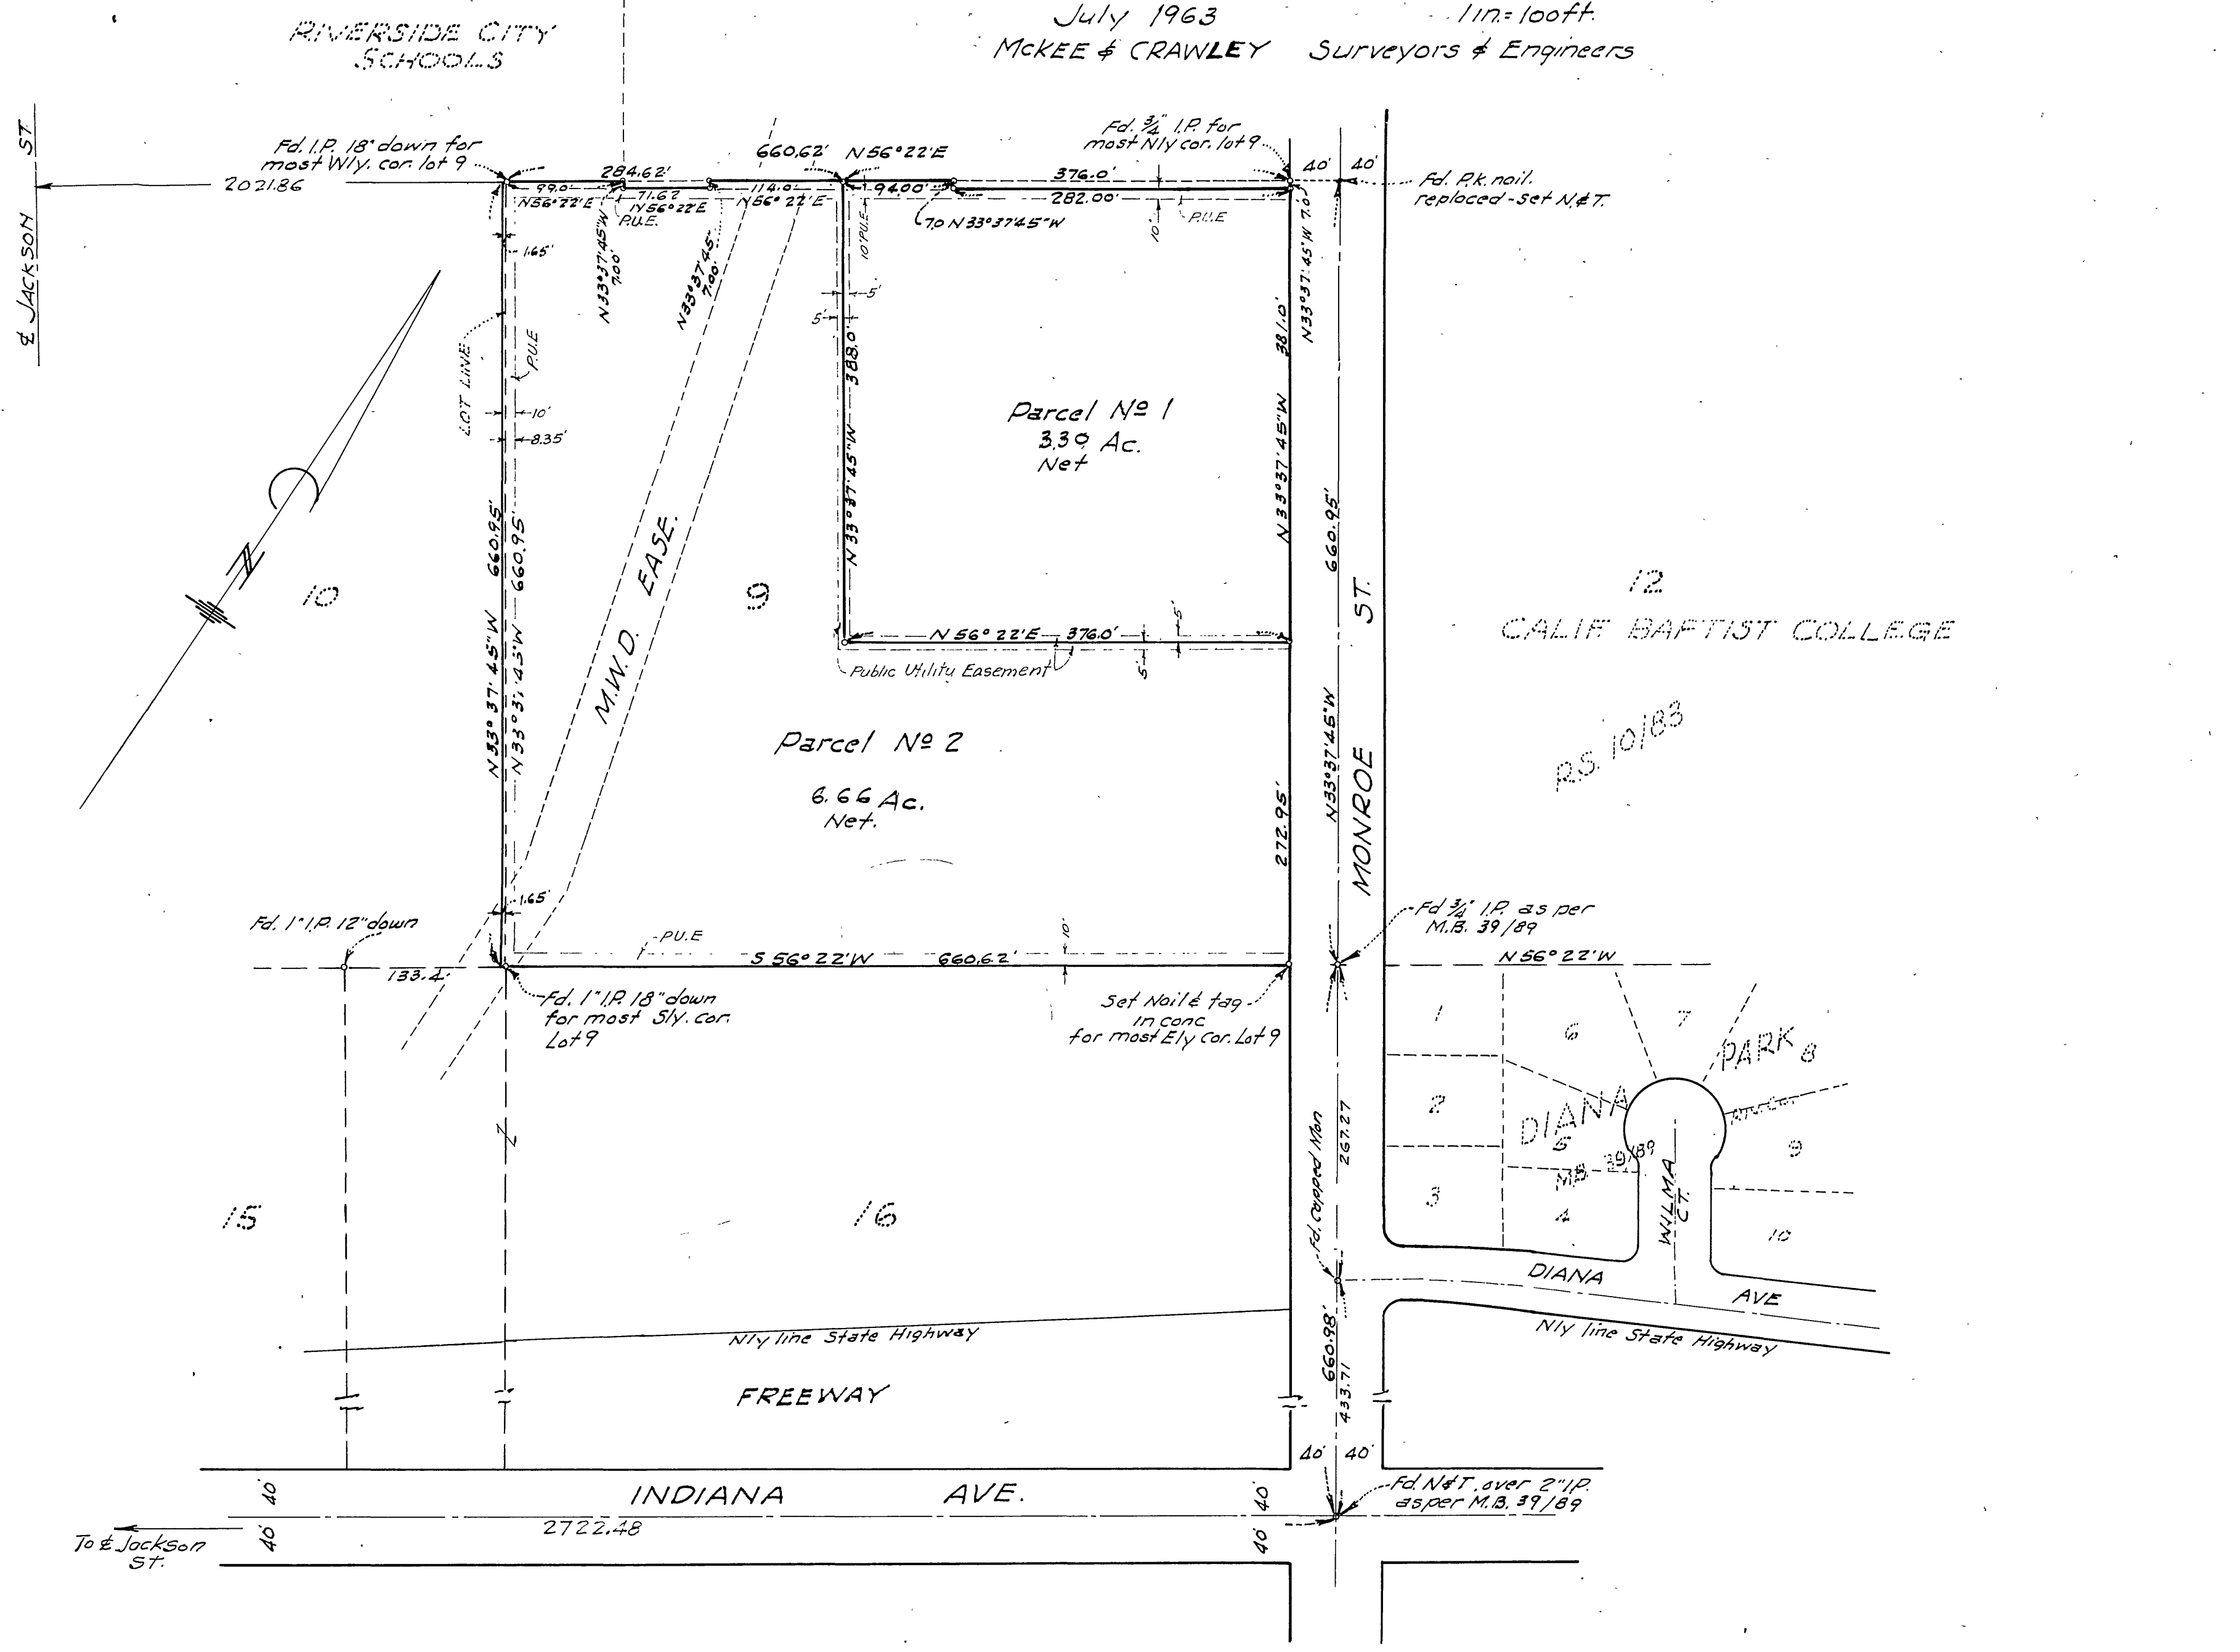 RIVERSIDE CITY
SCHOOLS
July 1963
1in.=100ft.
McKEE & CRAWLEY Surveyors & Engineers
℄ JACKSON ST.
Fd. I.P. 18" down for
most Wly. cor. lot 9
2021.86
284.62'
660.62' N56°22'E
Fd. 3/4" I.P. for
most Nly cor. lot 9
376.0'
40' 40'
Fd. P.K. nail.
replaced-set N&T.
99.0'
71.62
114.0'
94.00'
282.00'
N56°22'E
N56°22'E
N56°22'E
P.U.E.
7.0 N33°37'45"W
10'
P.U.E
N33°37'45"W 7.0'
N33°37'45"W
7.00'
N33°37'45"
7.00'
10'P.U.E
1.65'
5'
5'
LOT LINE
P.U.E
10'
8.35'
N33°37'45"W 388.0'
N33°37'45"W 381.0'
Parcel No 1
3.39 Ac.
Net
N33°37'45"W 660.95'
N33°37'45"W 660.95'
M.W.D. EASE.
10
9
N
N33°37'45"W 660.95'
MONROE ST.
12
CALIF BAPTIST COLLEGE
R.S. 10/83
N 56° 22'E 376.0'
5'
5'
Public Utility Easement
Parcel No 2
6.66 Ac.
Net.
272.95'
1.65'
Fd. 1" I.P. 12" down
133.4
P.U.E
10'
S 56° 22'W 660.62'
Fd. 1" I.P. 18" down
for most Sly. cor.
Lot 9
Set Nail & tag
in conc
for most Ely cor. Lot 9
Fd 3/4" I.P. as per
M.B. 39/89
N 56° 22'W
1
6
7
PARK
8
2
DIANA
5
M.B. 39/89
9
3
4
10
WILMA
CT.
Fd. capped Mon
267.27
15
16
DIANA AVE
Nly line State Highway
Nly line State Highway
FREEWAY
660.98'
433.71
40' 40'
INDIANA AVE.
40' 40'
40' 40'
2722.48
To ℄ Jackson
St.
Fd. N&T. over 2" I.P.
as per M.B. 39/89